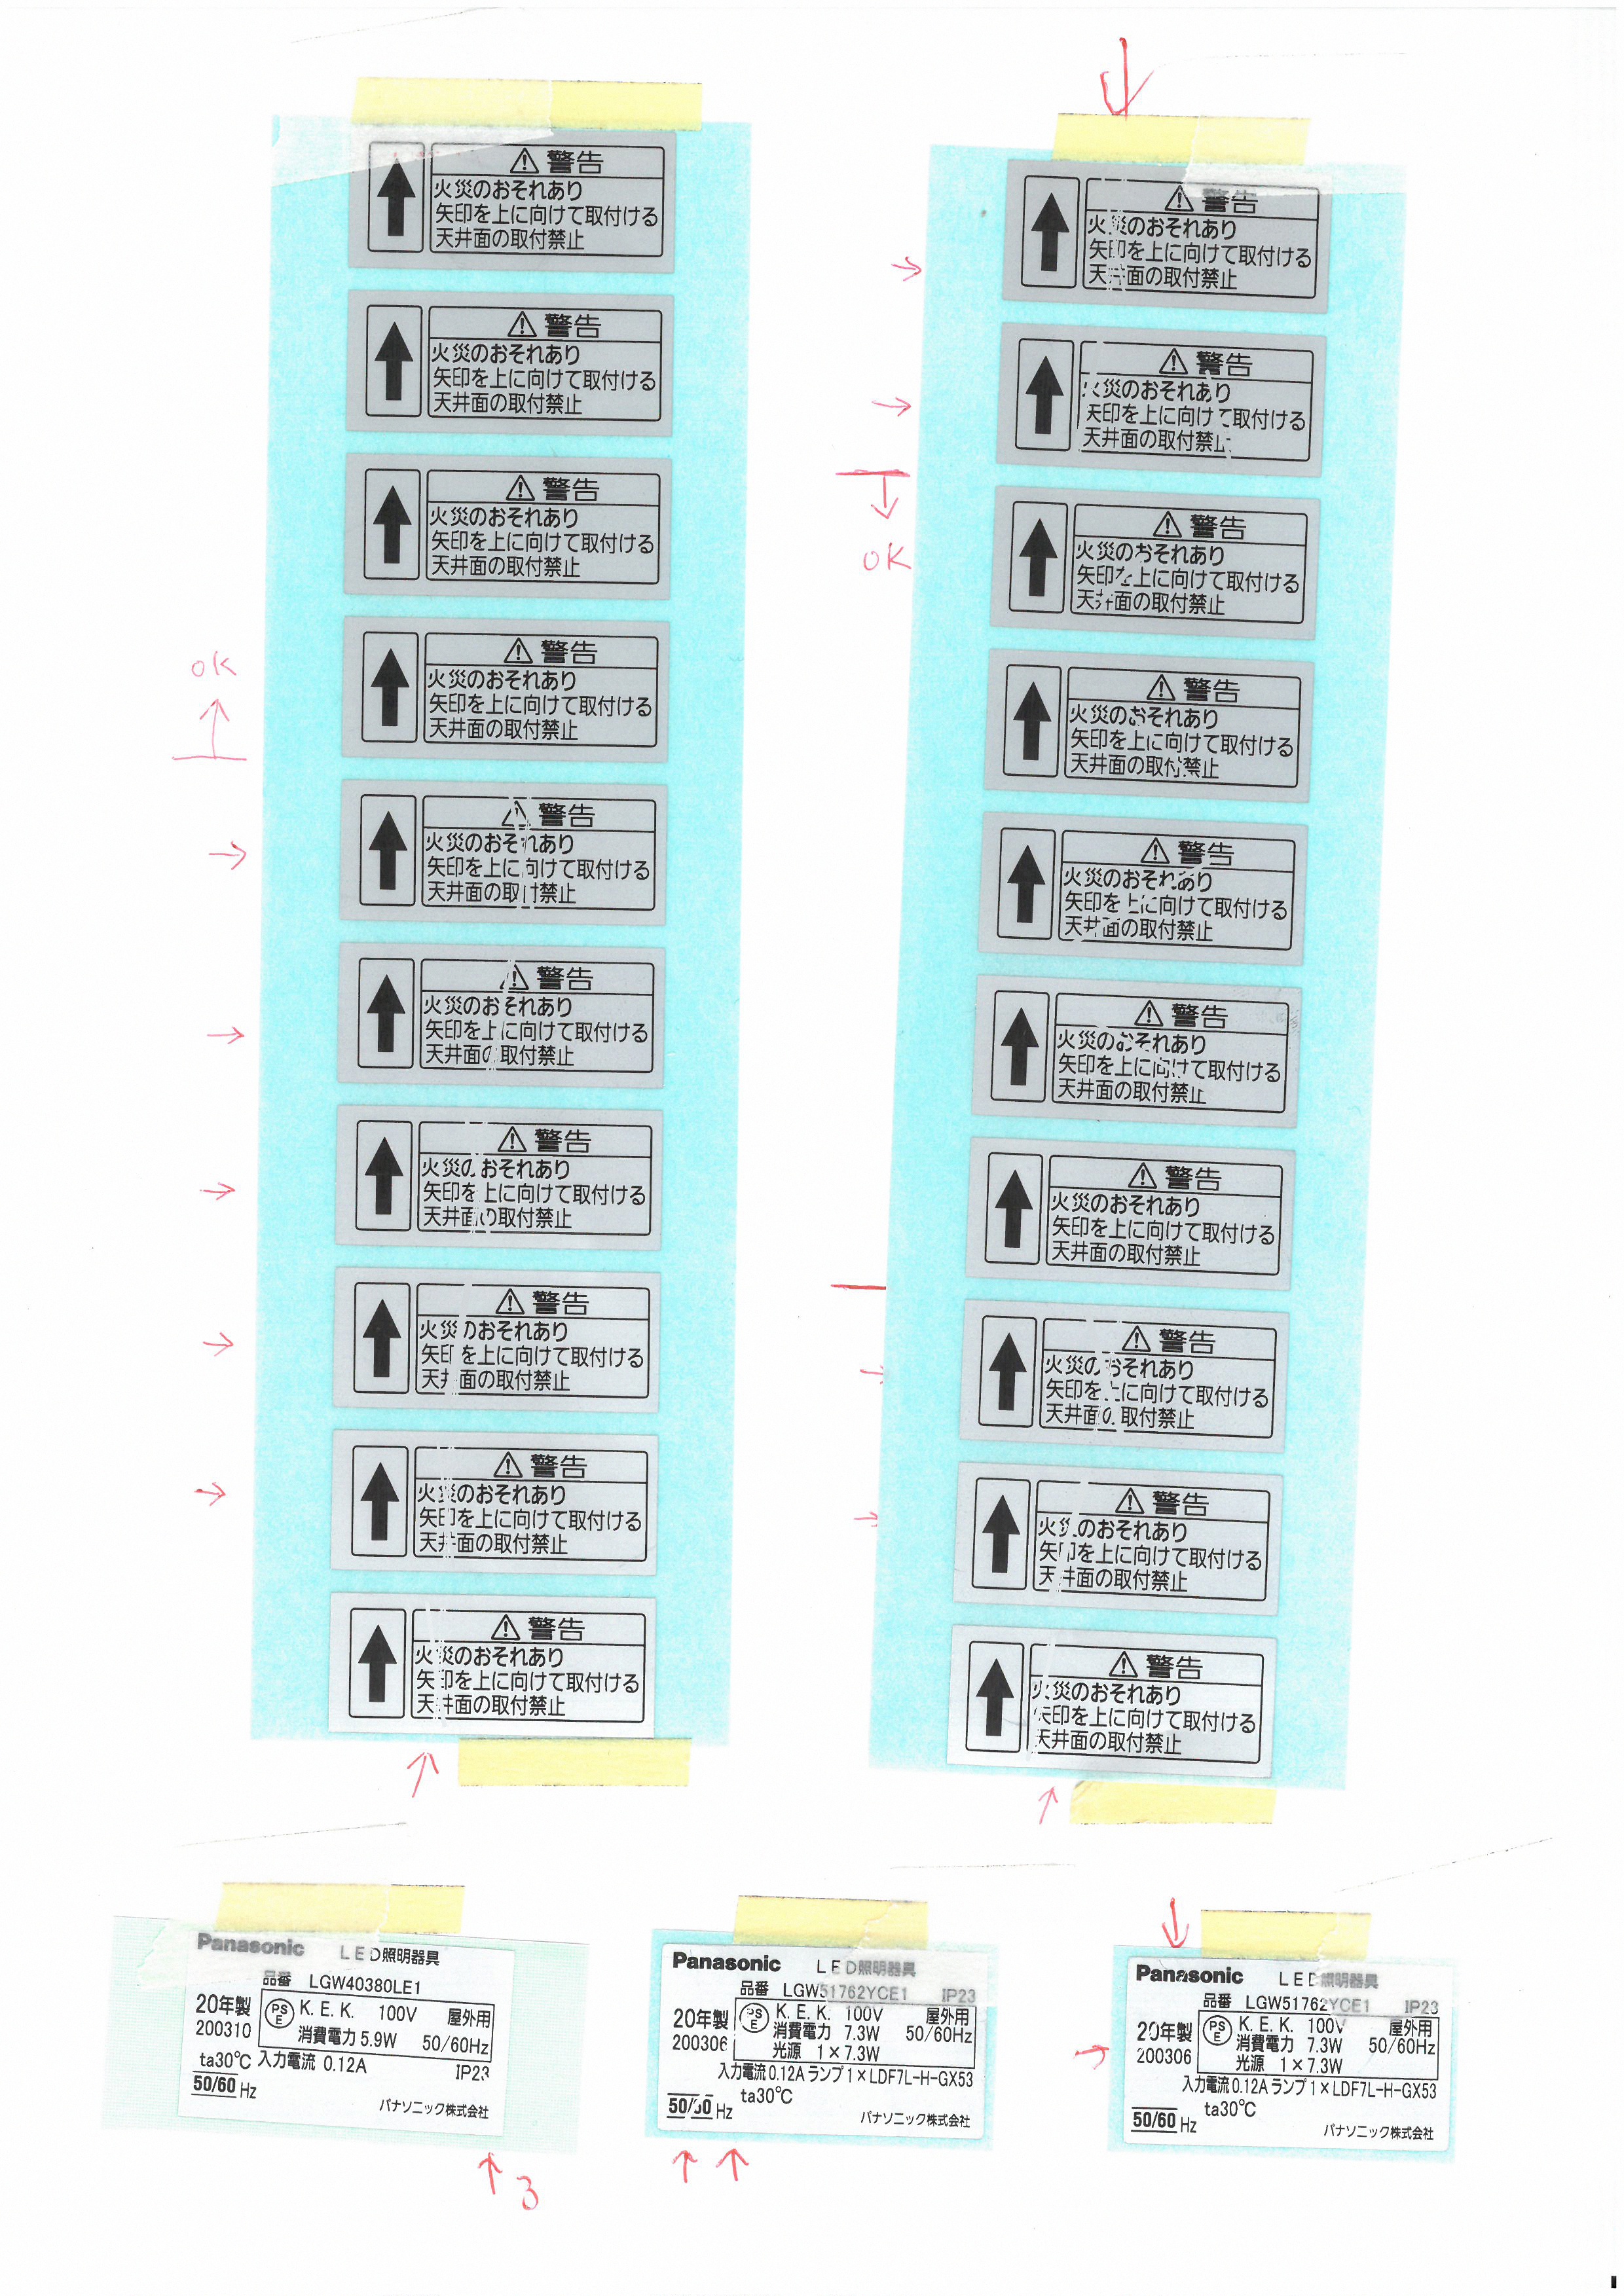 ⚠警告
火災のおそれあり
矢印を上に向けて取付ける
天井面の取付禁止
⚠警告
火災のおそれあり
矢印を上に向けて取付ける
天井面の取付禁止
⚠警告
火災のおそれあり
矢印を上に向けて取付ける
天井面の取付禁止
⚠警告
火災のおそれあり
矢印を上に向けて取付ける
天井面の取付禁止
OK
⚠警告
火災のおそれあり
矢印を上に向けて取付ける
天井面の取付禁止
⚠警告
火災のおそれあり
矢印を上に向けて取付ける
天井面の取付禁止
⚠警告
火災のおそれあり
矢印を上に向けて取付ける
天井面の取付禁止
⚠警告
火災のおそれあり
矢印を上に向けて取付ける
天井面の取付禁止
⚠警告
火災のおそれあり
矢印を上に向けて取付ける
天井面の取付禁止
⚠警告
火災のおそれあり
矢印を上に向けて取付ける
天井面の取付禁止
⚠警告
火災のおそれあり
矢印を上に向けて取付ける
天井面の取付禁止
⚠警告
火災のおそれあり
矢印を上に向けて取付ける
天井面の取付禁止
OK
⚠警告
火災のおそれあり
矢印を上に向けて取付ける
天井面の取付禁止
⚠警告
火災のおそれあり
矢印を上に向けて取付ける
天井面の取付禁止
⚠警告
火災のおそれあり
矢印を上に向けて取付ける
天井面の取付禁止
⚠警告
火災のおそれあり
矢印を上に向けて取付ける
天井面の取付禁止
⚠警告
火災のおそれあり
矢印を上に向けて取付ける
天井面の取付禁止
⚠警告
火災のおそれあり
矢印を上に向けて取付ける
天井面の取付禁止
⚠警告
火災のおそれあり
矢印を上に向けて取付ける
天井面の取付禁止
⚠警告
火災のおそれあり
矢印を上に向けて取付ける
天井面の取付禁止
Panasonic LED照明器具
品番 LGW40380LE1
20年製 PSE K.E.K. 100V 屋外用
200310 消費電力 5.9W 50/60Hz
ta30℃ 入力電流 0.12A IP23
50/60 Hz
パナソニック株式会社
3
Panasonic LED照明器具
品番 LGW51762YCE1 IP23
20年製 PSE K.E.K. 100V 屋外用
200306 消費電力 7.3W 50/60Hz
光源 1×7.3W
入力電流0.12A ランプ1×LDF7L-H-GX53
50/60 Hz ta30℃
パナソニック株式会社
Panasonic LED照明器具
品番 LGW51762YCE1 IP23
20年製 PSE K.E.K. 100V 屋外用
200306 消費電力 7.3W 50/60Hz
光源 1×7.3W
入力電流0.12A ランプ1×LDF7L-H-GX53
50/60 Hz ta30℃
パナソニック株式会社